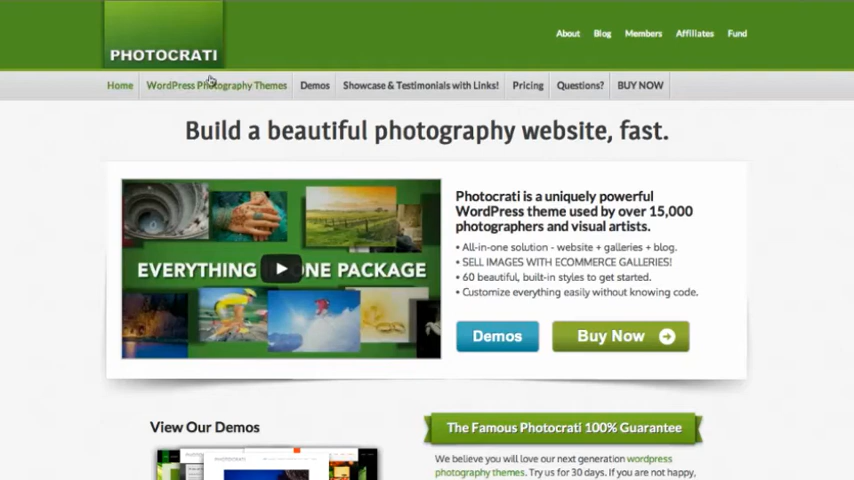 PHOTOCRATI
About Blog Members Affiliates Fund
Home WordPress Photography Themes Demos Showcase & Testimonials with Links! Pricing Questions? BUY NOW
Build a beautiful photography website, fast.
EVERYTHING ONE PACKAGE
Photocrati is a uniquely powerful
WordPress theme used by over 15,000
photographers and visual artists.
• All-in-one solution - website + galleries + blog.
• SELL IMAGES WITH ECOMMERCE GALLERIES!
• 60 beautiful, built-in styles to get started.
• Customize everything easily without knowing code.
Demos Buy Now
View Our Demos
The Famous Photocrati 100% Guarantee
We believe you will love our next generation wordpress
photography themes. Try us for 30 days. If you are not happy,
PHOTOCRATI